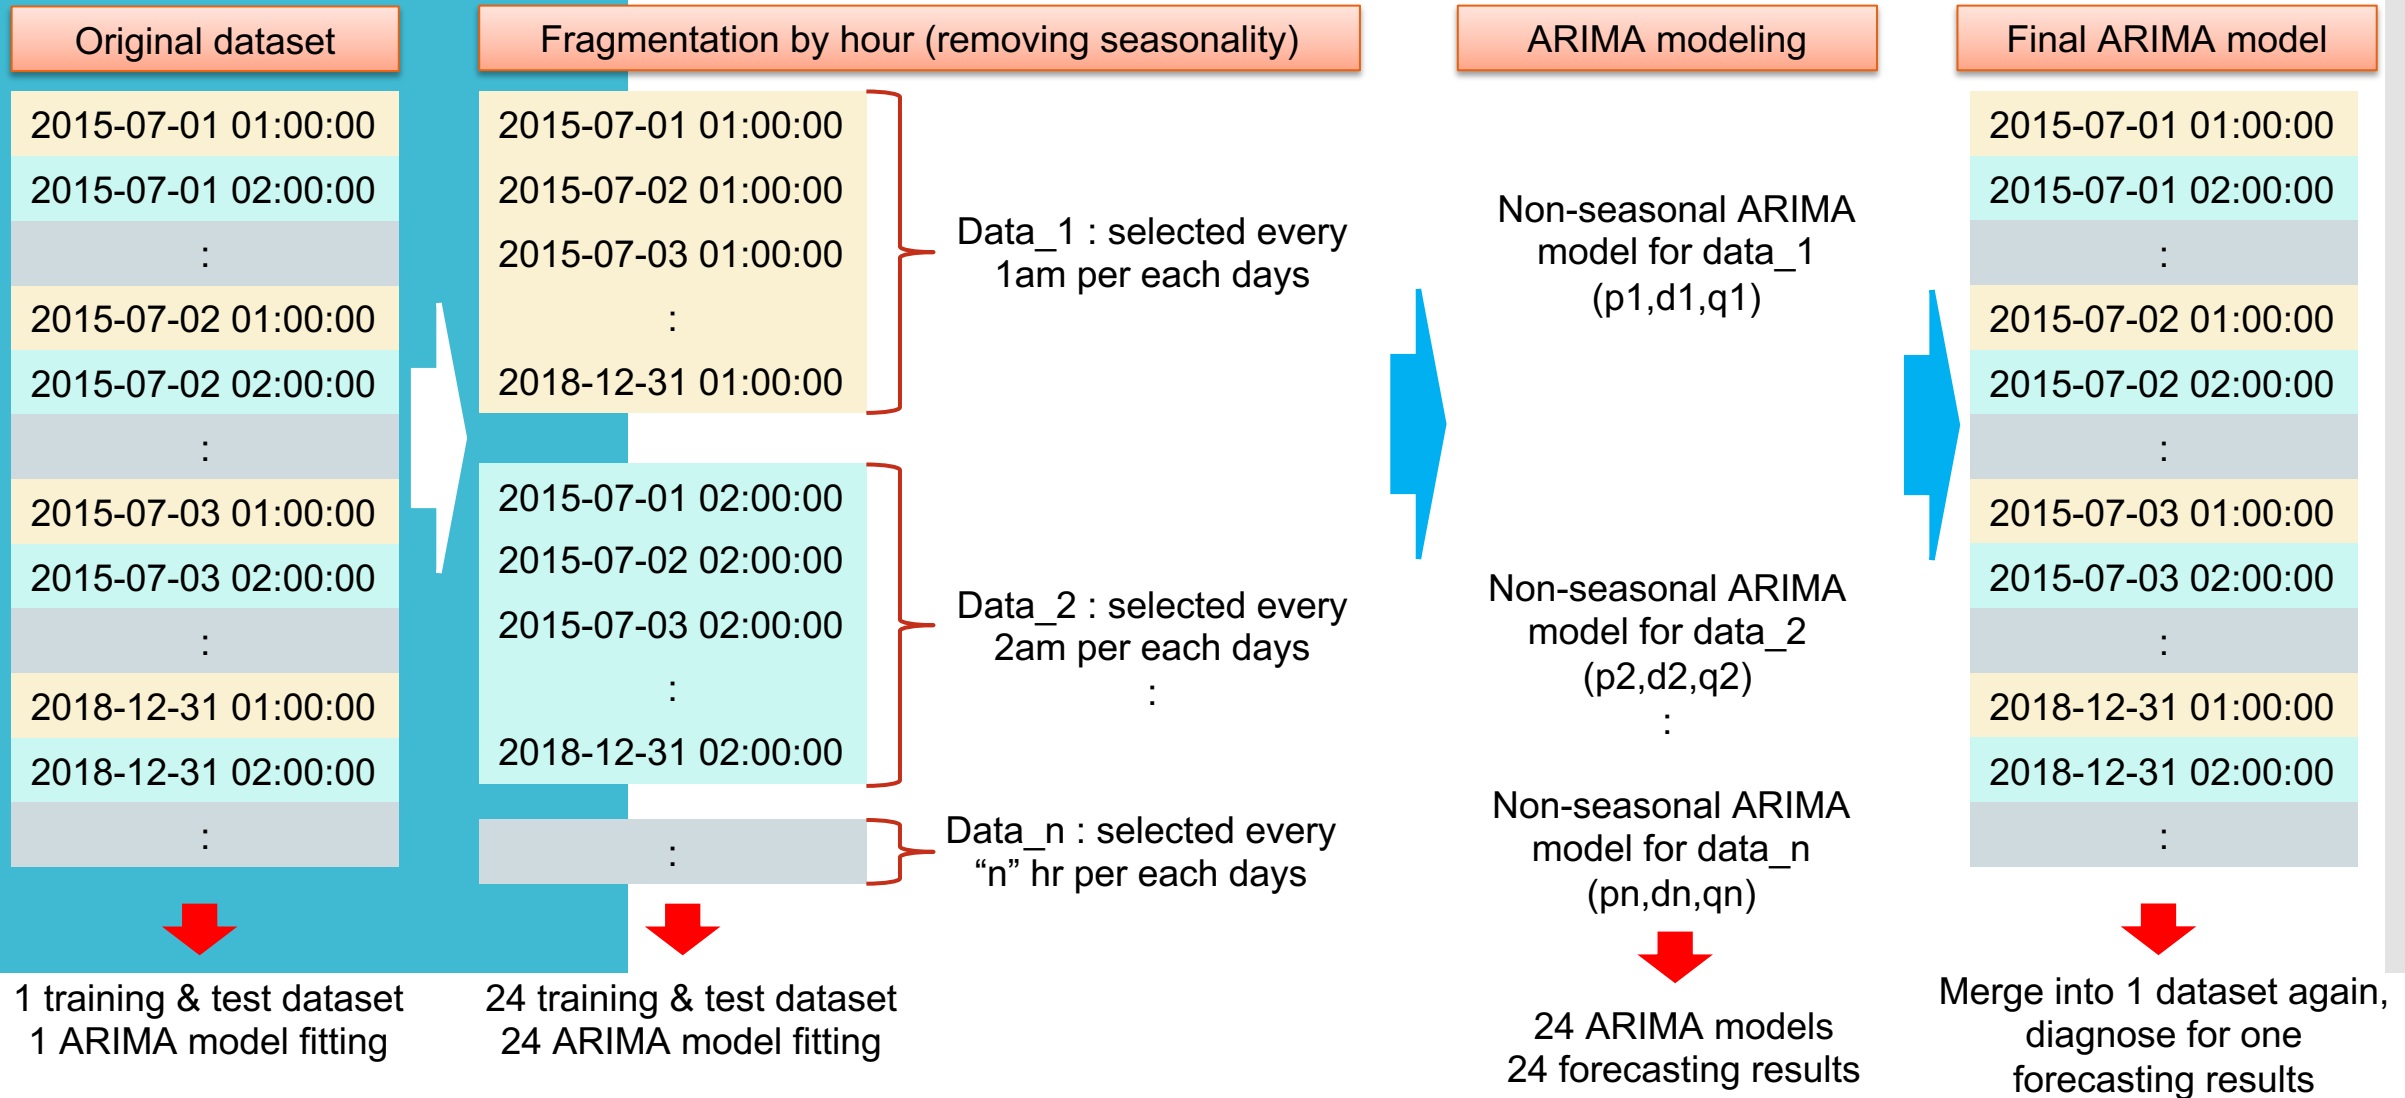 Original dataset
2015-07-01 01:00:00
2015-07-01 02:00:00
:
2015-07-02 01:00:00
2015-07-02 02:00:00
:
2015-07-03 01:00:00
2015-07-03 02:00:00
:
2018-12-31 01:00:00
2018-12-31 02:00:00
:
1 training & test dataset
1 ARIMA model fitting
Fragmentation by hour (removing seasonality)
2015-07-01 01:00:00
2015-07-02 01:00:00
2015-07-03 01:00:00
:
2018-12-31 01:00:00
Data_1 : selected every
1am per each days
2015-07-01 02:00:00
2015-07-02 02:00:00
2015-07-03 02:00:00
:
2018-12-31 02:00:00
Data_2 : selected every
2am per each days
:
:
Data_n : selected every
“n” hr per each days
24 training & test dataset
24 ARIMA model fitting
ARIMA modeling
Non-seasonal ARIMA
model for data_1
(p1,d1,q1)
Non-seasonal ARIMA
model for data_2
(p2,d2,q2)
:
Non-seasonal ARIMA
model for data_n
(pn,dn,qn)
24 ARIMA models
24 forecasting results
Final ARIMA model
2015-07-01 01:00:00
2015-07-01 02:00:00
:
2015-07-02 01:00:00
2015-07-02 02:00:00
:
2015-07-03 01:00:00
2015-07-03 02:00:00
:
2018-12-31 01:00:00
2018-12-31 02:00:00
:
Merge into 1 dataset again,
diagnose for one
forecasting results